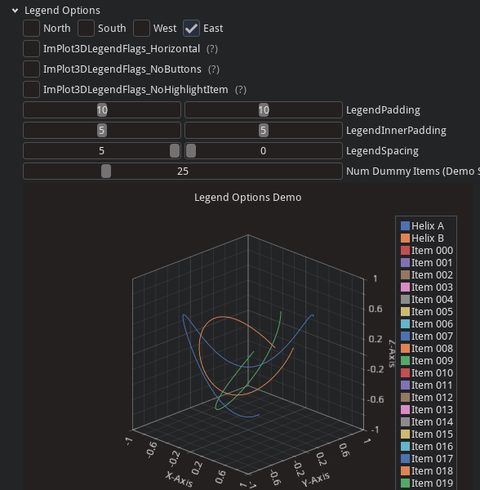 Legend Options
North South West East
ImPlot3DLegendFlags_Horizontal (?)
ImPlot3DLegendFlags_NoButtons (?)
ImPlot3DLegendFlags_NoHighlightItem (?)
10 10 LegendPadding
5 5 LegendInnerPadding
5 0 LegendSpacing
25 Num Dummy Items (Demo S
Legend Options Demo
Helix A
Helix B
Item 000
Item 001
Item 002
Item 003
Item 004
Item 005
Item 006
Item 007
Item 008
Item 009
Item 010
Item 011
Item 012
Item 013
Item 014
Item 015
Item 016
Item 017
Item 018
Item 019
1
0.6
0.2
-0.2
-0.6
-1
Z-Axis
-1
-0.6
-0.2
0.2
0.6
1
X-Axis
-1
-0.6
-0.2
0.2
0.6
1
Y-Axis